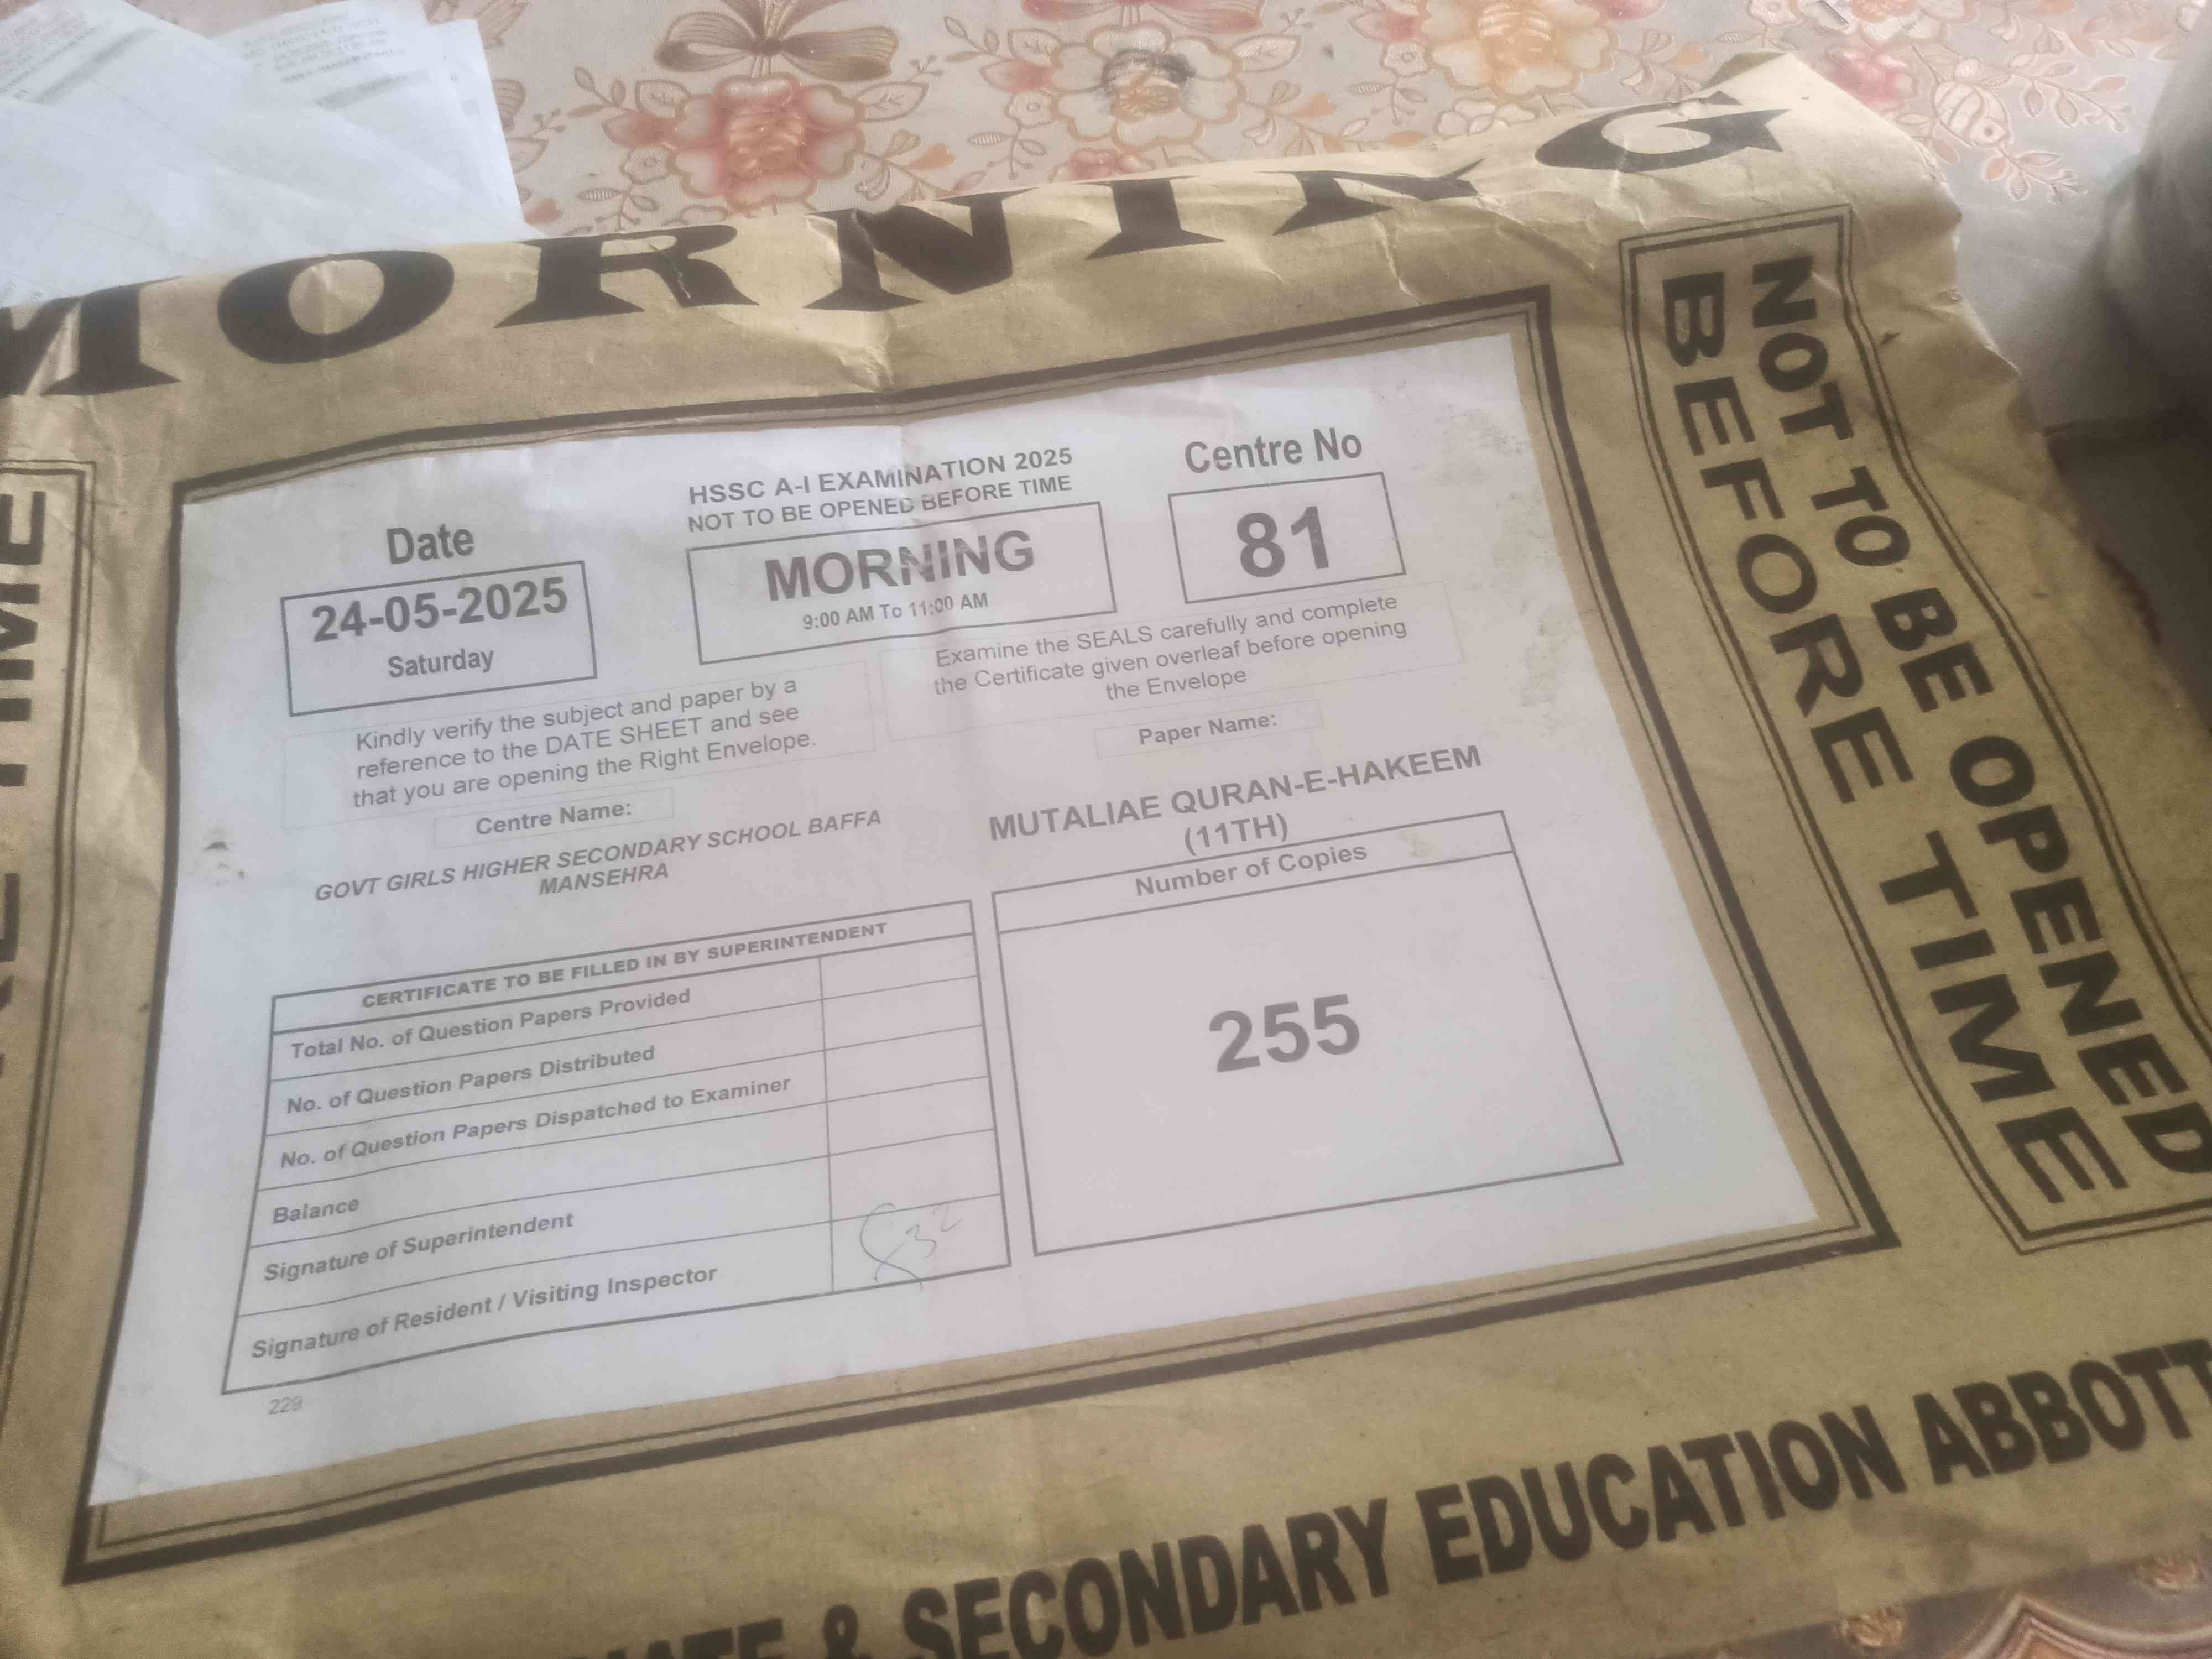 MORNING
NOT TO BE OPENED
BEFORE TIME
HSSC A-I EXAMINATION 2025
NOT TO BE OPENED BEFORE TIME
Date
24-05-2025
Saturday
MORNING
9:00 AM To 11:00 AM
Centre No
81
Kindly verify the subject and paper by a
reference to the DATE SHEET and see
that you are opening the Right Envelope.
Examine the SEALS carefully and complete
the Certificate given overleaf before opening
the Envelope
Centre Name:
GOVT GIRLS HIGHER SECONDARY SCHOOL BAFFA
MANSEHRA
Paper Name:
MUTALIAE QURAN-E-HAKEEM
(11TH)
CERTIFICATE TO BE FILLED IN BY SUPERINTENDENT
Total No. of Question Papers Provided
No. of Question Papers Distributed
No. of Question Papers Dispatched to Examiner
Balance
Signature of Superintendent
Signature of Resident / Visiting Inspector
Number of Copies
255
229
TIME
& SECONDARY EDUCATION ABBOTT